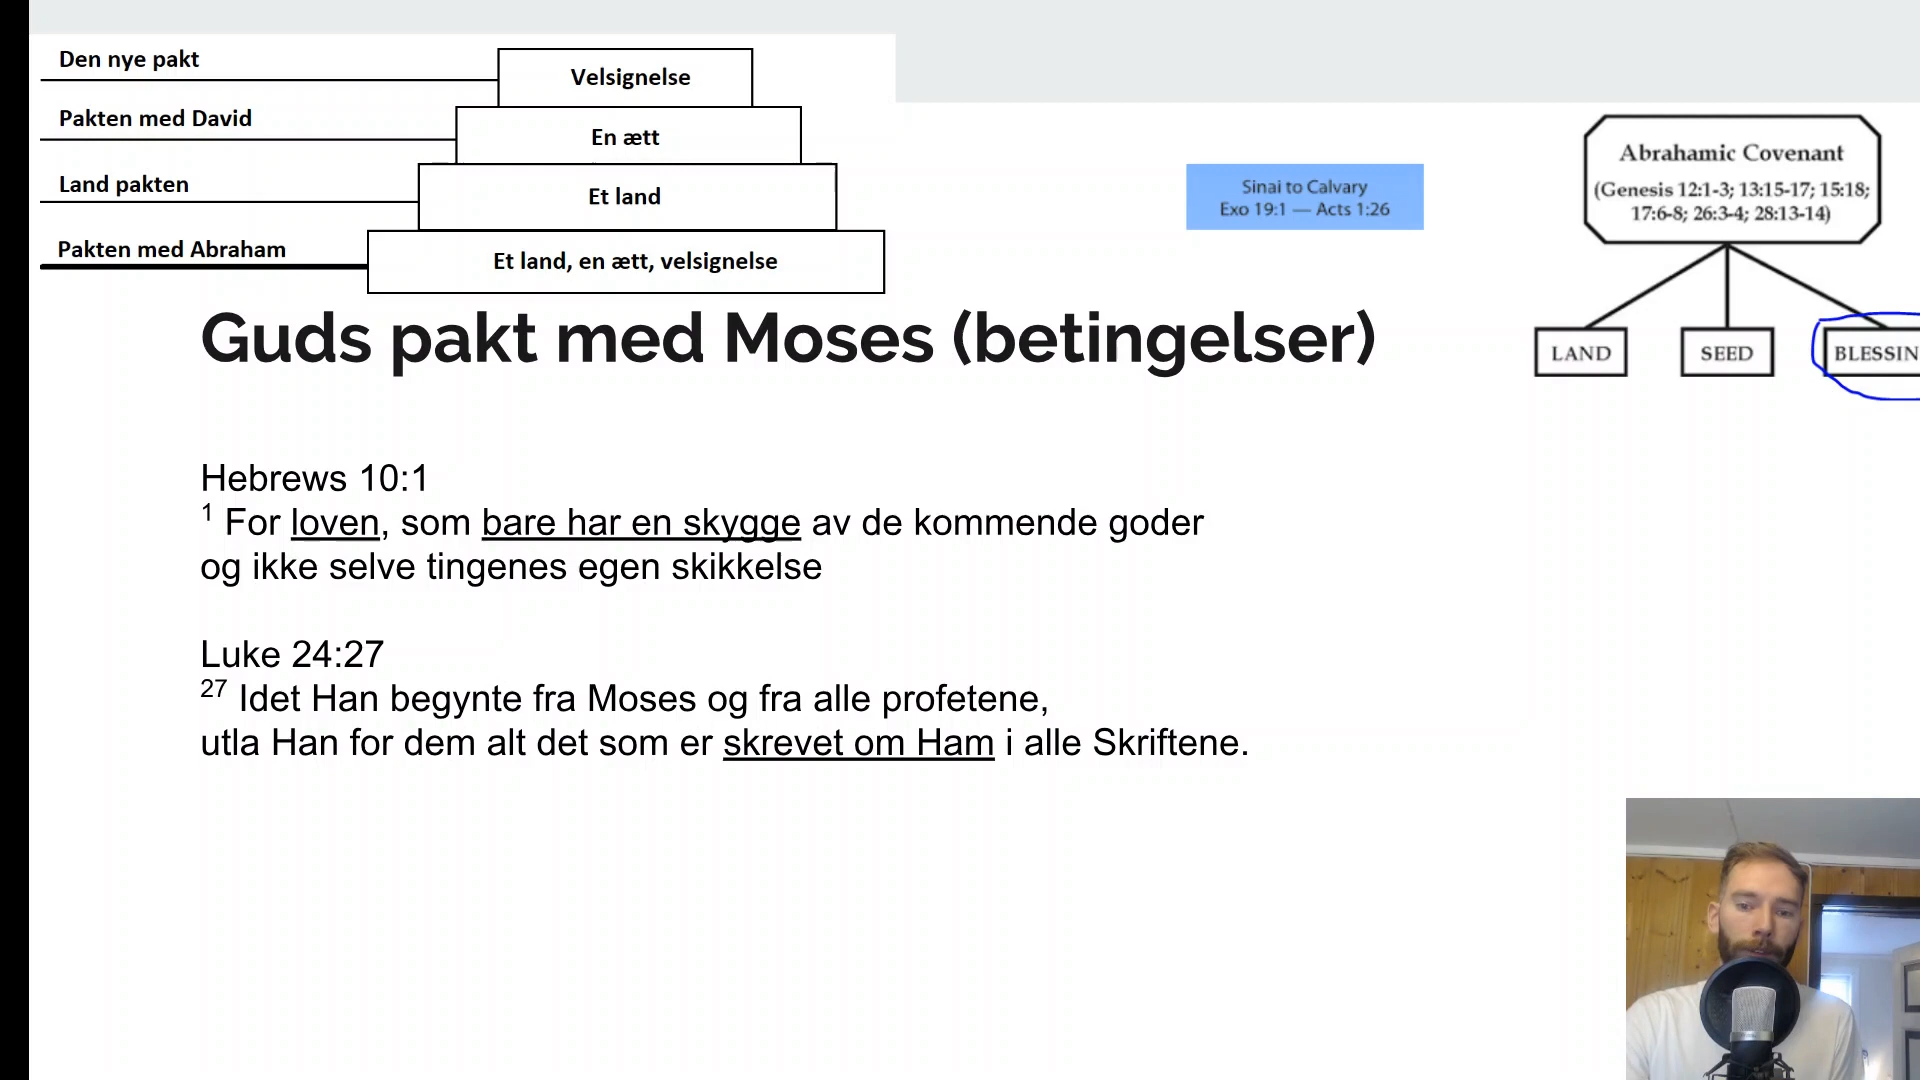 Den nye pakt
Velsignelse
Pakten med David
En ætt
Land pakten
Et land
Pakten med Abraham
Et land, en ætt, velsignelse
Sinai to Calvary
Exo 19:1 — Acts 1:26
Abrahamic Covenant
(Genesis 12:1-3; 13:15-17; 15:18;
17:6-8; 26:3-4; 28:13-14)
LAND
SEED
BLESSIN
Guds pakt med Moses (betingelser)
Hebrews 10:1
1 For loven, som bare har en skygge av de kommende goder
og ikke selve tingenes egen skikkelse
Luke 24:27
27 Idet Han begynte fra Moses og fra alle profetene,
utla Han for dem alt det som er skrevet om Ham i alle Skriftene.